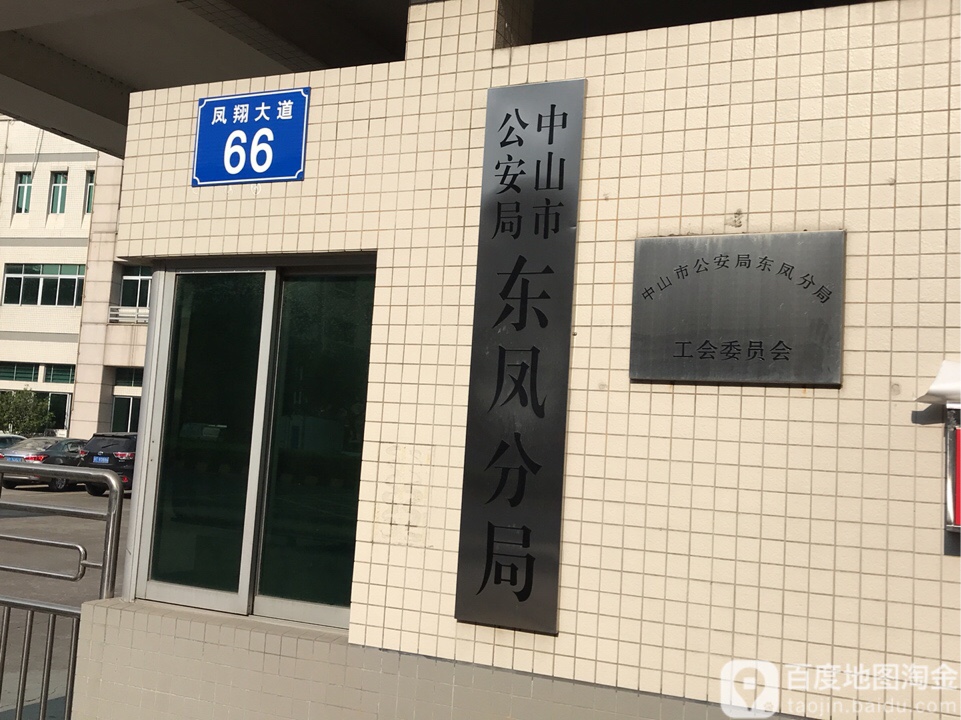 凤翔大道
66
中山市
公安局
东凤分局
中山市公安局东凤分局
工会委员会
百度地图淘金
taojin.baidu.com